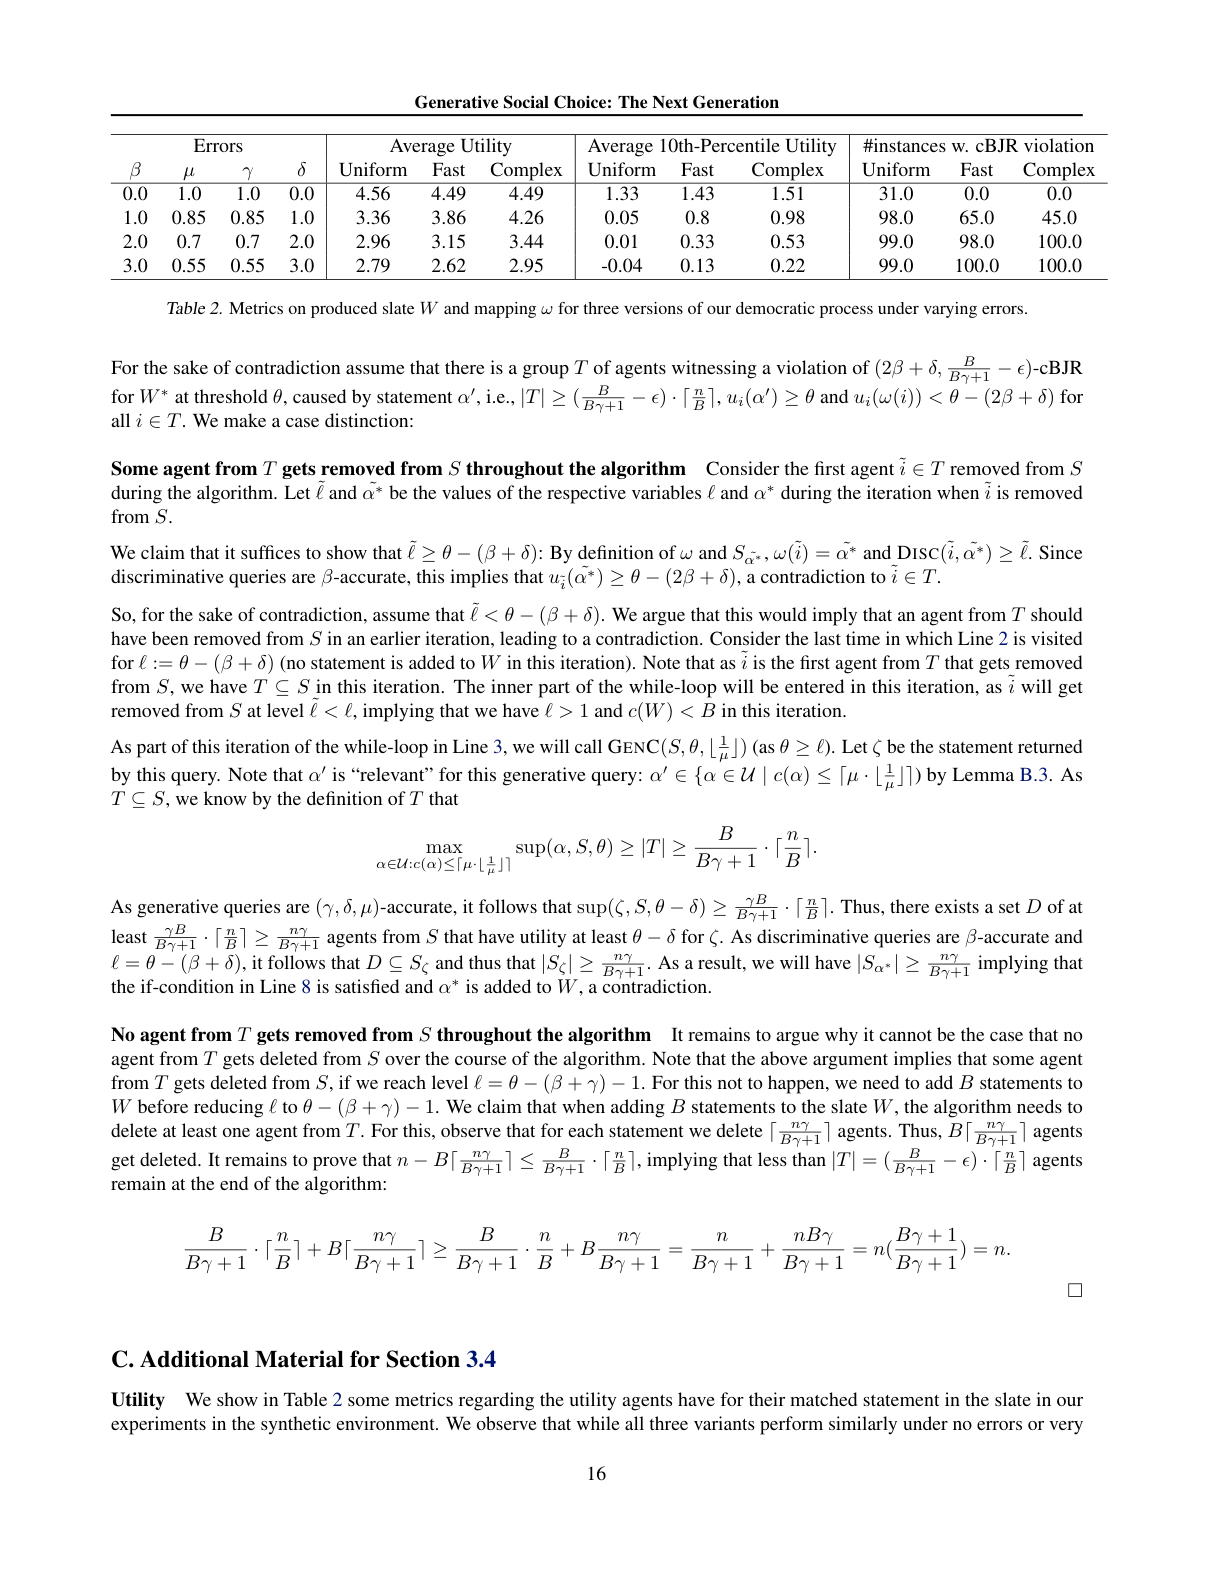 Generative Social Choice: The Next Generation
Errors Average Utility Average 10th-Percentile Utility #instances w. cBJR violation
β μ γ δ Uniform Fast Complex Uniform Fast Complex Uniform Fast Complex
0.0 1.0 1.0 0.0 4.56 4.49 4.49 1.33 1.43 1.51 31.0 0.0 0.0
1.0 0.85 0.85 1.0 3.36 3.86 4.26 0.05 0.8 0.98 98.0 65.0 45.0
2.0 0.7 0.7 2.0 2.96 3.15 3.44 0.01 0.33 0.53 99.0 98.0 100.0
3.0 0.55 0.55 3.0 2.79 2.62 2.95 -0.04 0.13 0.22 99.0 100.0 100.0
Table 2. Metrics on produced slate W and mapping ω for three versions of our democratic process under varying errors.
For the sake of contradiction assume that there is a group T of agents witnessing a violation of (2β + δ, B/(Bγ+1) − ϵ)-cBJR
for W* at threshold θ, caused by statement α′, i.e., |T| ≥ (B/(Bγ+1) − ϵ) · ⌈n/B⌉, u_i(α′) ≥ θ and u_i(ω(i)) < θ − (2β + δ) for
all i ∈ T. We make a case distinction:
Some agent from T gets removed from S throughout the algorithm Consider the first agent ĩ ∈ T removed from S
during the algorithm. Let ℓ̃ and α̃* be the values of the respective variables ℓ and α* during the iteration when ĩ is removed
from S.
We claim that it suffices to show that ℓ̃ ≥ θ − (β + δ): By definition of ω and S_α̃*, ω(ĩ) = α̃* and DISC(ĩ, α̃*) ≥ ℓ̃. Since
discriminative queries are β-accurate, this implies that u_ĩ(α̃*) ≥ θ − (2β + δ), a contradiction to ĩ ∈ T.
So, for the sake of contradiction, assume that ℓ̃ < θ − (β + δ). We argue that this would imply that an agent from T should
have been removed from S in an earlier iteration, leading to a contradiction. Consider the last time in which Line 2 is visited
for ℓ := θ − (β + δ) (no statement is added to W in this iteration). Note that as ĩ is the first agent from T that gets removed
from S, we have T ⊆ S in this iteration. The inner part of the while-loop will be entered in this iteration, as ĩ will get
removed from S at level ℓ̃ < ℓ, implying that we have ℓ > 1 and c(W) < B in this iteration.
As part of this iteration of the while-loop in Line 3, we will call GENC(S, θ, ⌊1/μ⌋) (as θ ≥ ℓ). Let ζ be the statement returned
by this query. Note that α′ is “relevant” for this generative query: α′ ∈ {α ∈ U | c(α) ≤ ⌈μ · ⌊1/μ⌋⌉) by Lemma B.3. As
T ⊆ S, we know by the definition of T that
max_{α∈U:c(α)≤⌈μ·⌊1/μ⌋⌉} sup(α, S, θ) ≥ |T| ≥ B/(Bγ + 1) · ⌈n/B⌉.
As generative queries are (γ, δ, μ)-accurate, it follows that sup(ζ, S, θ − δ) ≥ γB/(Bγ+1) · ⌈n/B⌉. Thus, there exists a set D of at
least γB/(Bγ+1) · ⌈n/B⌉ ≥ nγ/(Bγ+1) agents from S that have utility at least θ − δ for ζ. As discriminative queries are β-accurate and
ℓ = θ − (β + δ), it follows that D ⊆ S_ζ and thus that |S_ζ| ≥ nγ/(Bγ+1). As a result, we will have |S_α*| ≥ nγ/(Bγ+1) implying that
the if-condition in Line 8 is satisfied and α* is added to W, a contradiction.
No agent from T gets removed from S throughout the algorithm It remains to argue why it cannot be the case that no
agent from T gets deleted from S over the course of the algorithm. Note that the above argument implies that some agent
from T gets deleted from S, if we reach level ℓ = θ − (β + γ) − 1. For this not to happen, we need to add B statements to
W before reducing ℓ to θ − (β + γ) − 1. We claim that when adding B statements to the slate W, the algorithm needs to
delete at least one agent from T. For this, observe that for each statement we delete ⌈nγ/(Bγ+1)⌉ agents. Thus, B⌈nγ/(Bγ+1)⌉ agents
get deleted. It remains to prove that n − B⌈nγ/(Bγ+1)⌉ ≤ B/(Bγ+1) · ⌈n/B⌉, implying that less than |T| = (B/(Bγ+1) − ϵ) · ⌈n/B⌉ agents
remain at the end of the algorithm:
B/(Bγ + 1) · ⌈n/B⌉ + B⌈nγ/(Bγ + 1)⌉ ≥ B/(Bγ + 1) · n/B + B nγ/(Bγ + 1) = n/(Bγ + 1) + nBγ/(Bγ + 1) = n((Bγ + 1)/(Bγ + 1)) = n.
□
C. Additional Material for Section 3.4
Utility We show in Table 2 some metrics regarding the utility agents have for their matched statement in the slate in our
experiments in the synthetic environment. We observe that while all three variants perform similarly under no errors or very
16